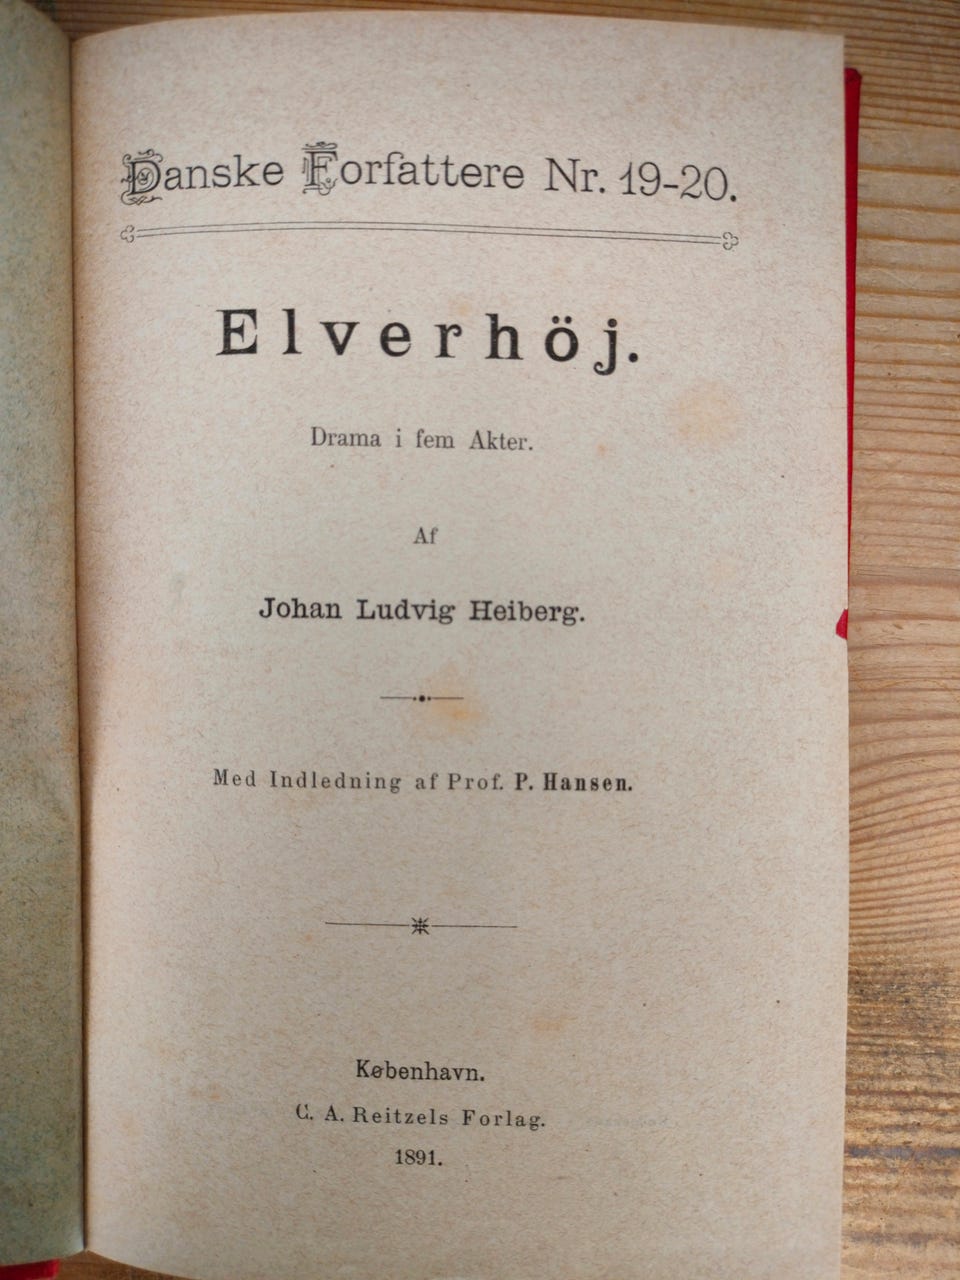 Danske Forfattere Nr. 19-20.
Elverhöj.
Drama i fem Akter.
Af
Johan Ludvig Heiberg.
Med Indledning af Prof. P. Hansen.
København.
C. A. Reitzels Forlag.
1891.